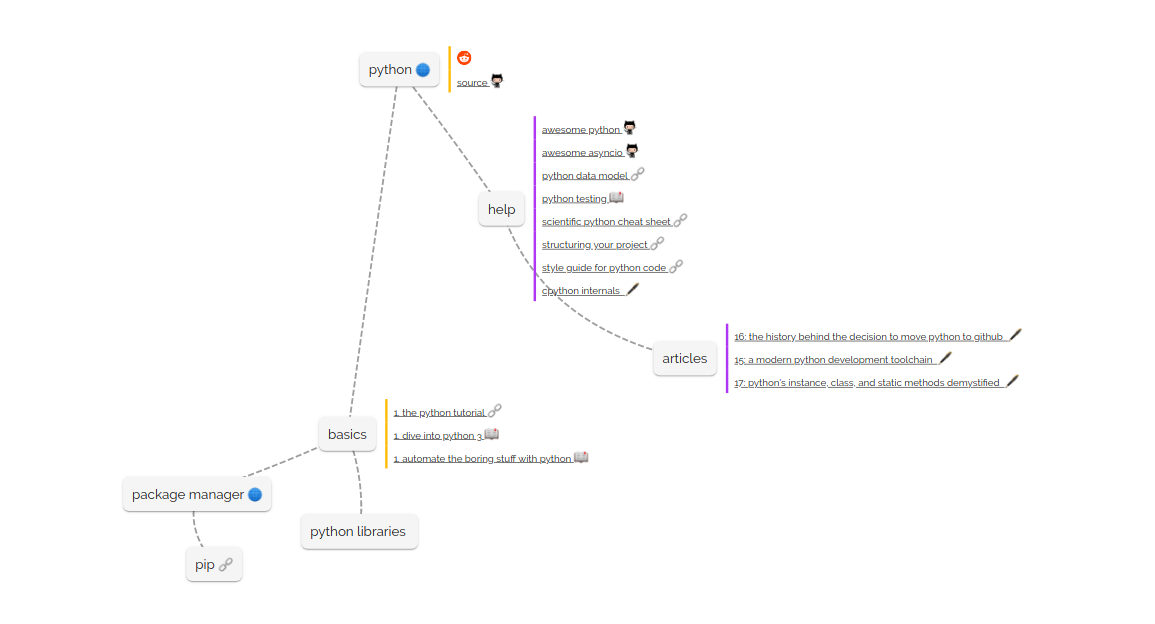 python
source
awesome python
awesome asyncio
python data model
python testing
help
scientific python cheat sheet
structuring your project
style guide for python code
cpython internals
16: the history behind the decision to move python to github
articles
15: a modern python development toolchain
17: python's instance, class, and static methods demystified
1. the python tutorial
basics
1. dive into python 3
1. automate the boring stuff with python
package manager
python libraries
pip